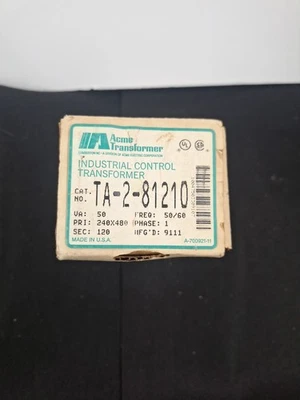 Acme
Transformer
INDUSTRIAL CONTROL
TRANSFORMER
CAT. NO. TA-2-81210
VA: 50 FREQ: 50/60
PRI: 240X480 PHASE: 1
SEC: 120 MFG'D: 9111
MADE IN U.S.A.